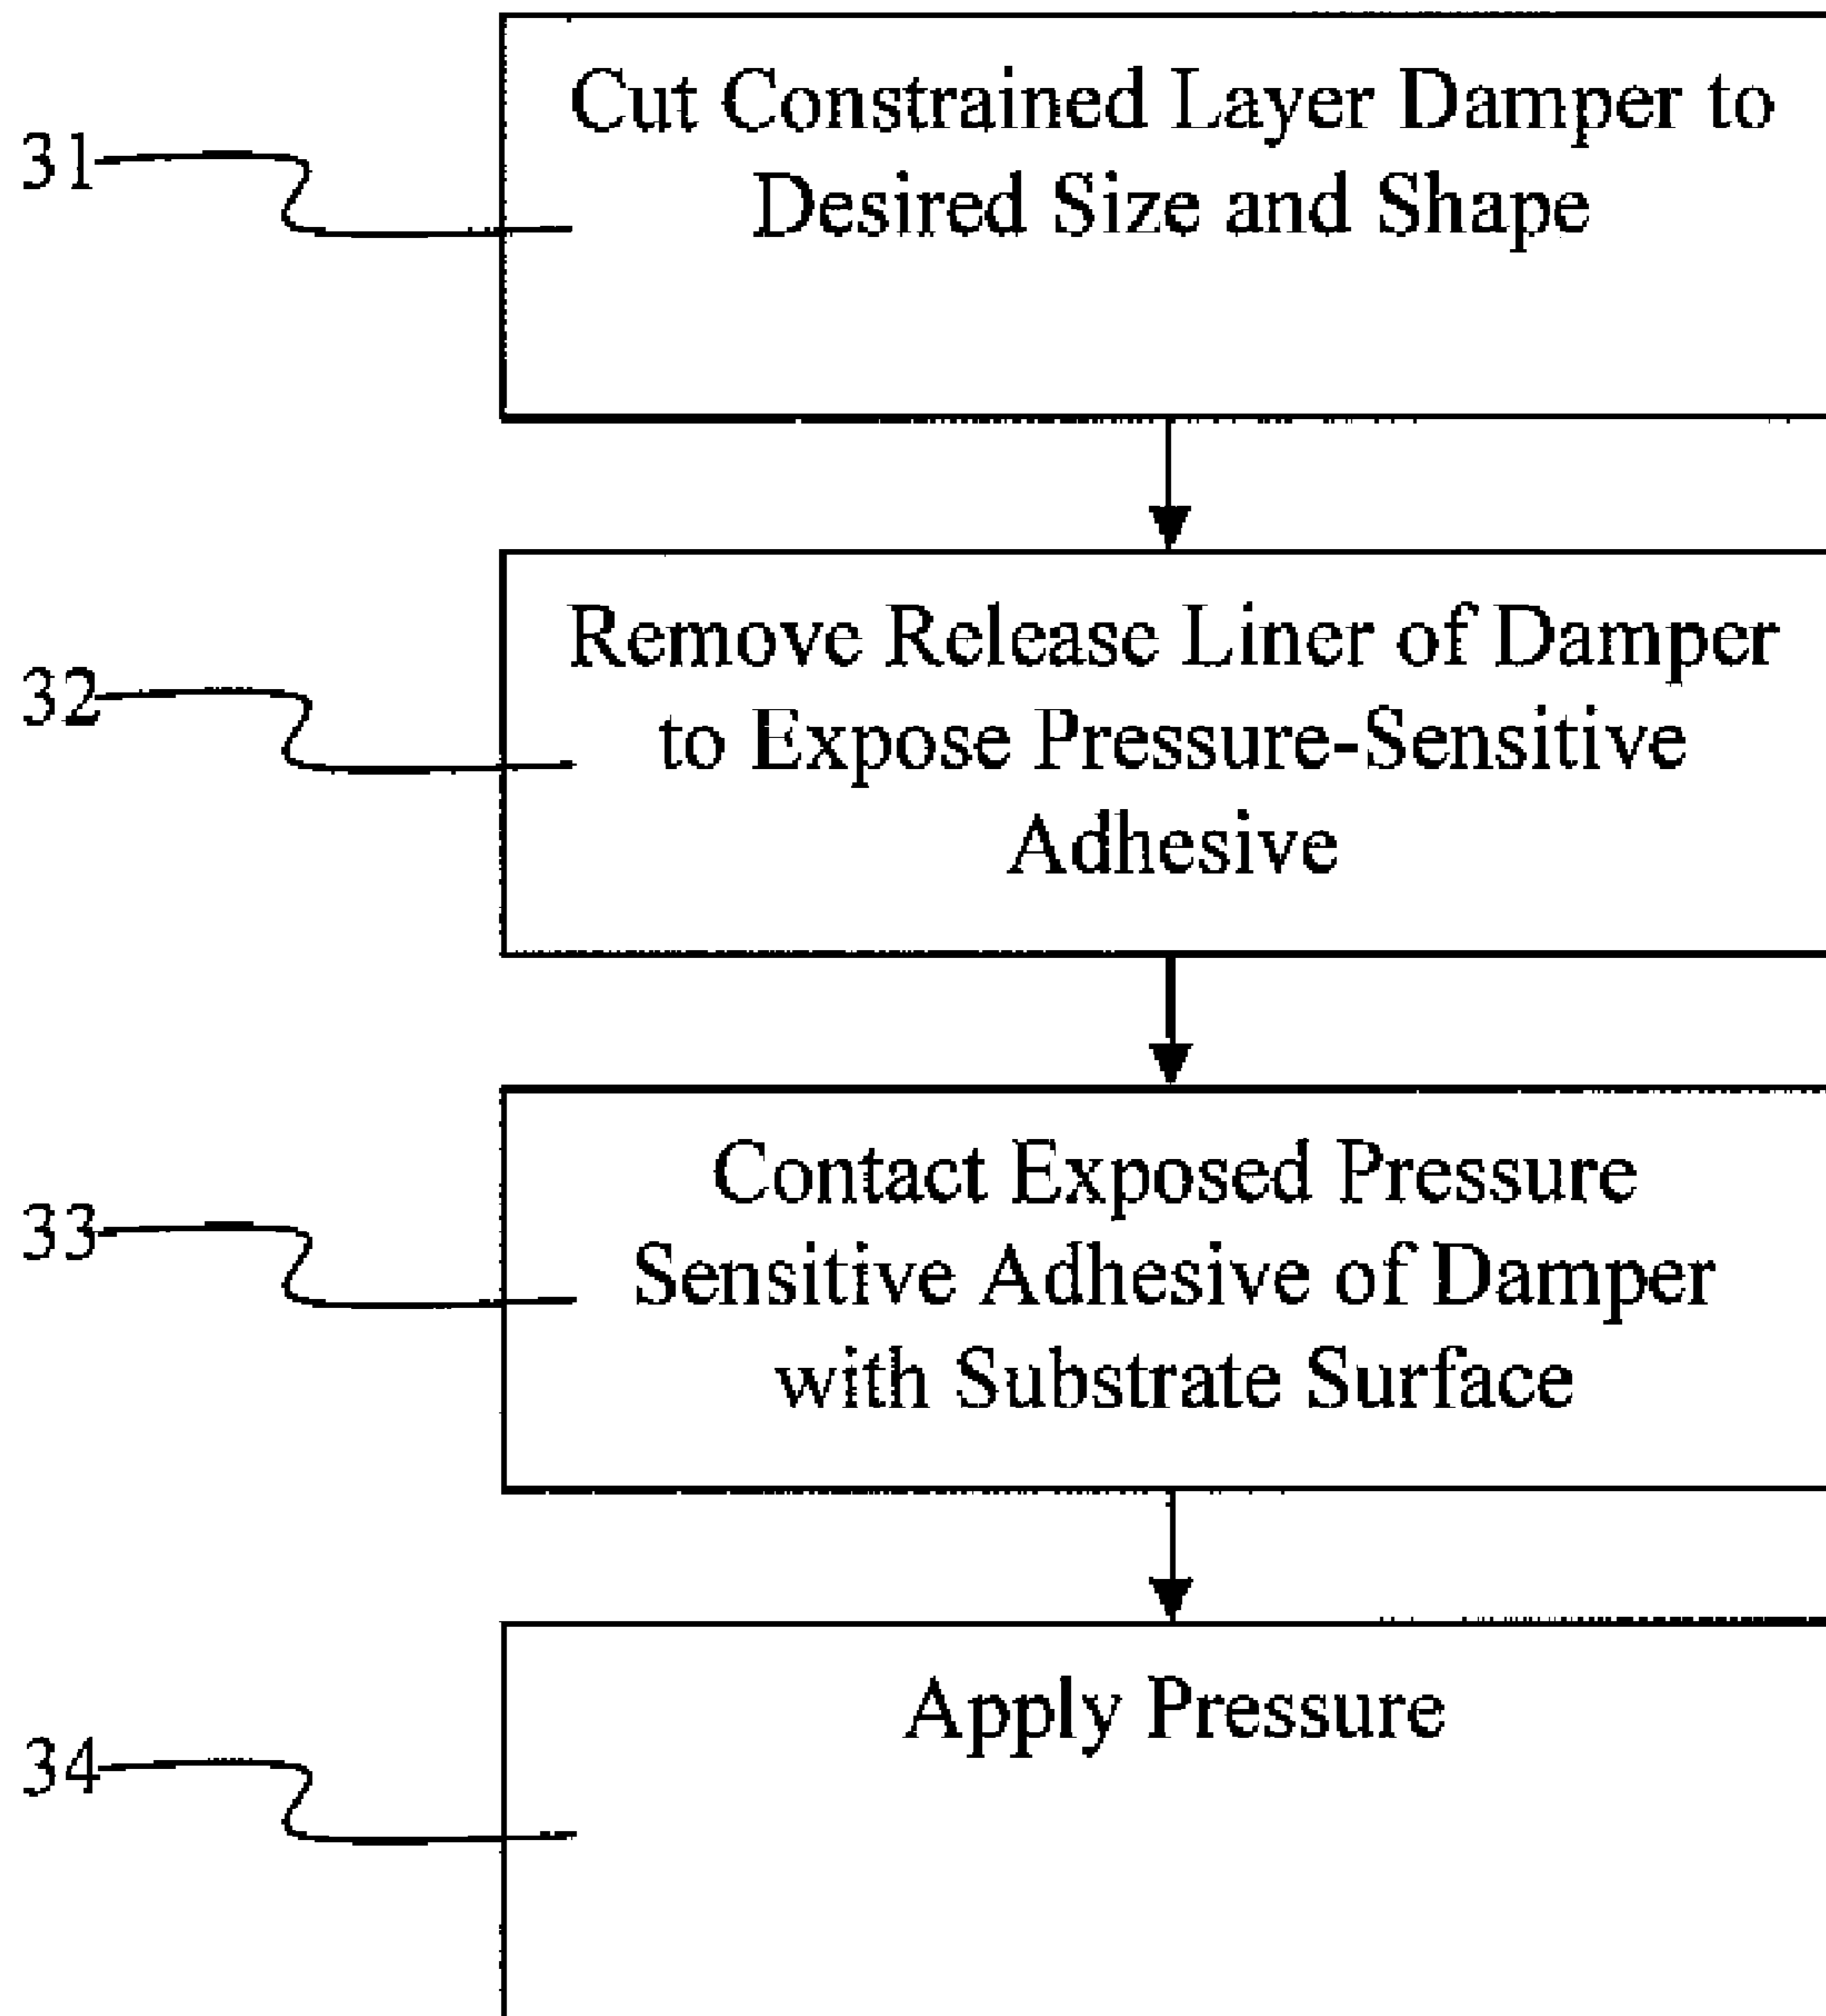 31
Cut Constrained Layer Damper to
Desired Size and Shape
32
Remove Release Liner of Damper
to Expose Pressure-Sensitive
Adhesive
33
Contact Exposed Pressure
Sensitive Adhesive of Damper
with Substrate Surface
34
Apply Pressure